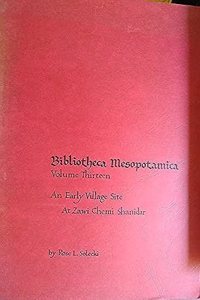 Bibliotheca Mesopotamica
Volume Thirteen
An Early Village Site
At Zawi Chemi Shanidar
by Rose L. Solecki